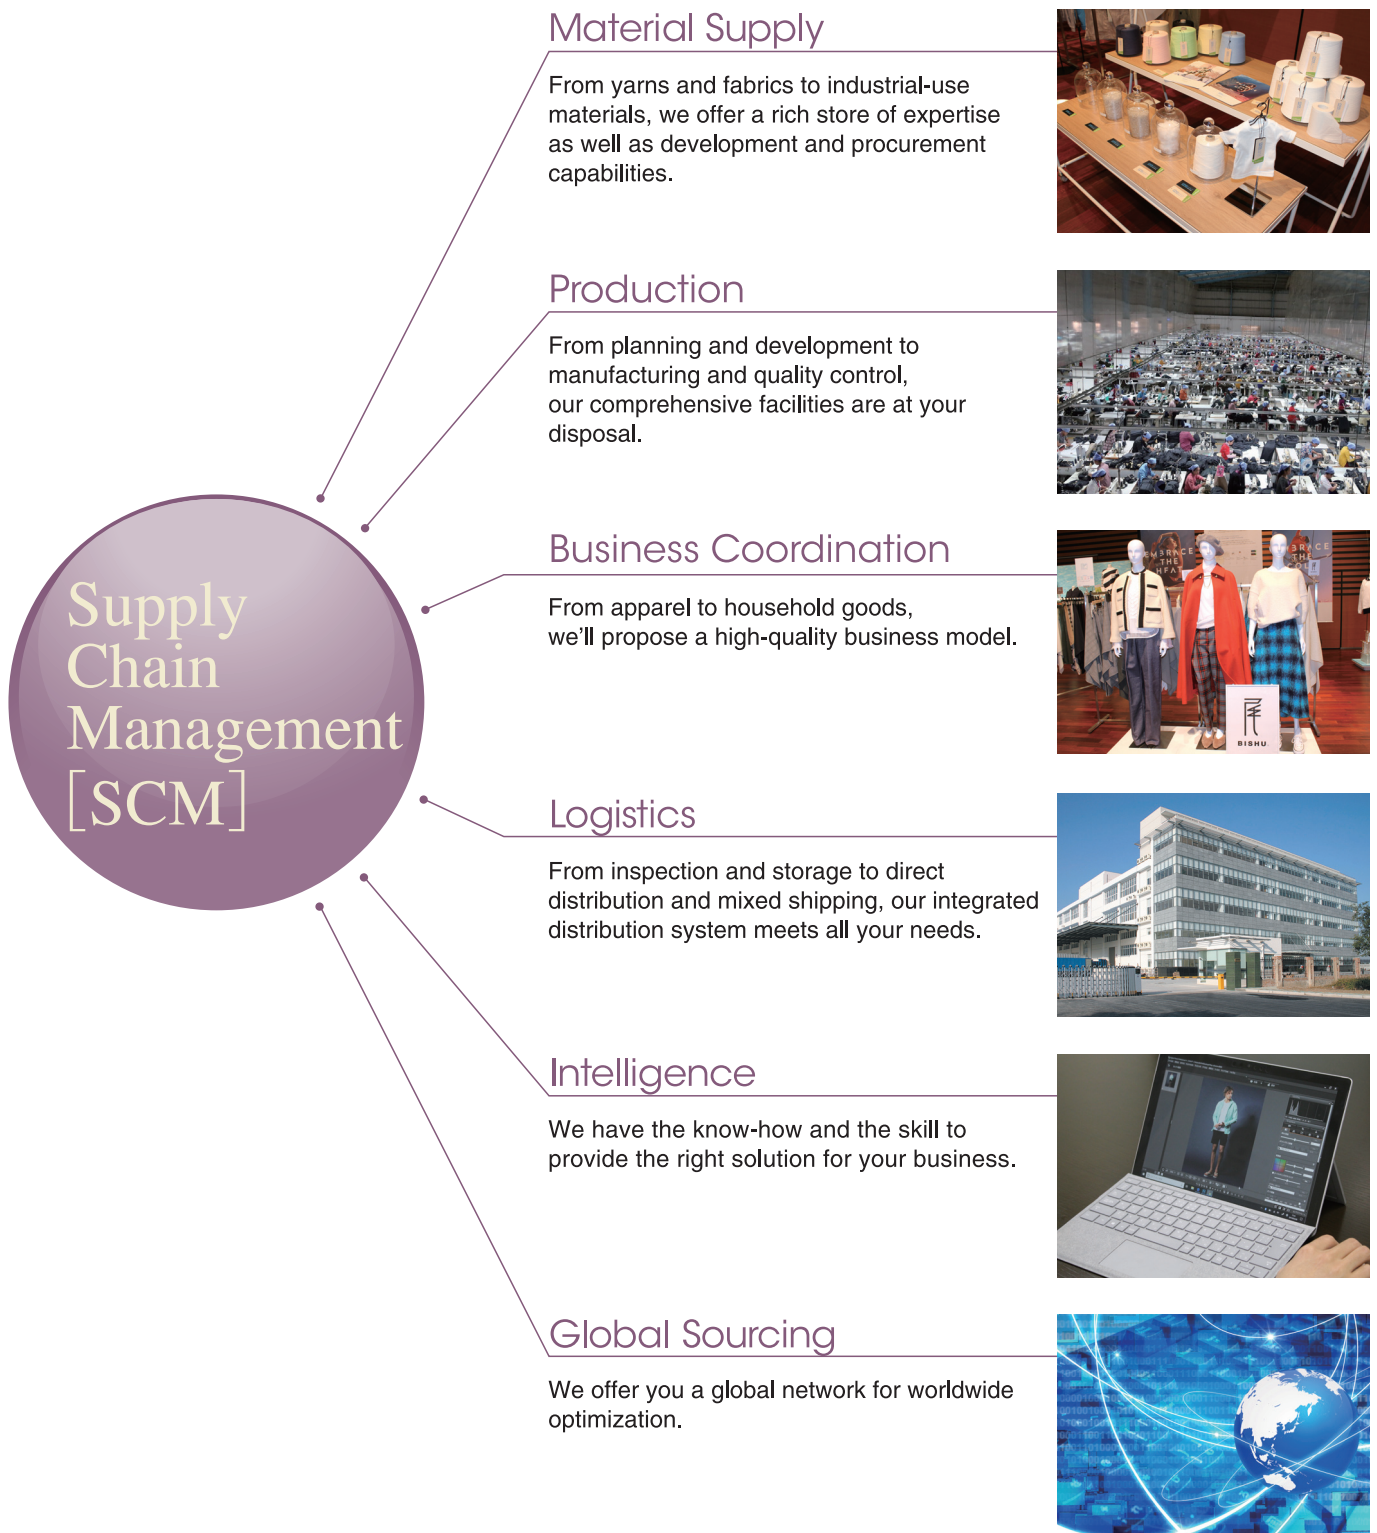 Material Supply
From yarns and fabrics to industrial-use
materials, we offer a rich store of expertise
as well as development and procurement
capabilities.
Production
From planning and development to
manufacturing and quality control,
our comprehensive facilities are at your
disposal.
Supply
Chain
Management
[SCM]
Business Coordination
From apparel to household goods,
we’ll propose a high-quality business model.
EMBRACE
THE
HEAT
EMBRACE
THE
BISHU.
Logistics
From inspection and storage to direct
distribution and mixed shipping, our integrated
distribution system meets all your needs.
Intelligence
We have the know-how and the skill to
provide the right solution for your business.
Global Sourcing
We offer you a global network for worldwide
optimization.